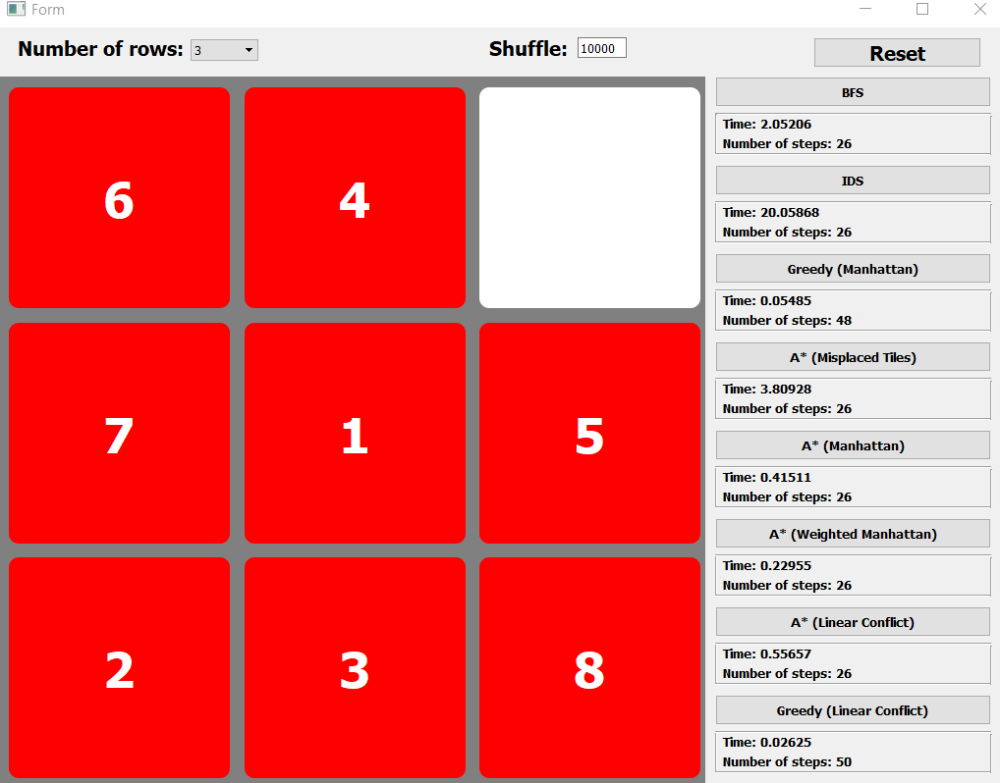 Form
Number of rows: 3
Shuffle: 10000
Reset
6 4
7 1 5
2 3 8
BFS
Time: 2.05206
Number of steps: 26
IDS
Time: 20.05868
Number of steps: 26
Greedy (Manhattan)
Time: 0.05485
Number of steps: 48
A* (Misplaced Tiles)
Time: 3.80928
Number of steps: 26
A* (Manhattan)
Time: 0.41511
Number of steps: 26
A* (Weighted Manhattan)
Time: 0.22955
Number of steps: 26
A* (Linear Conflict)
Time: 0.55657
Number of steps: 26
Greedy (Linear Conflict)
Time: 0.02625
Number of steps: 50